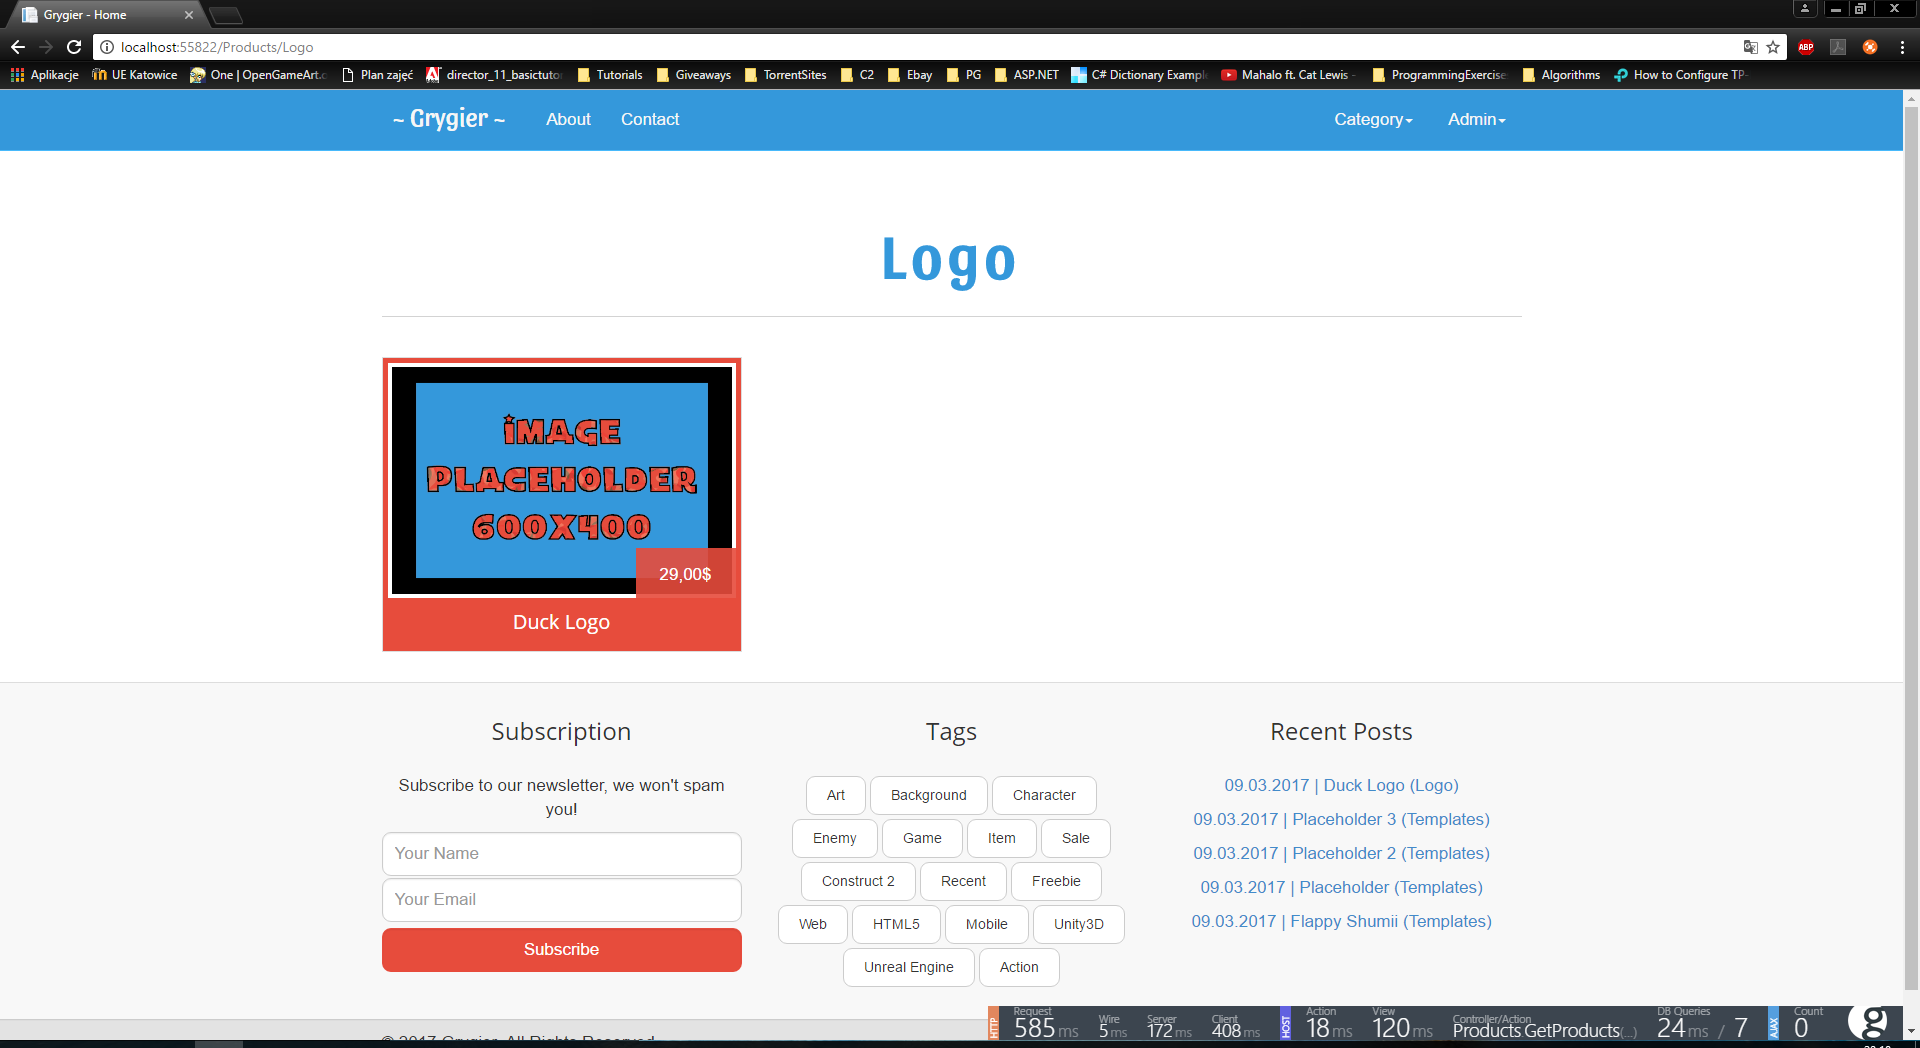 Grygier - Home
localhost:55822/Products/Logo
ABP
Aplikacje
UE Katowice
One | OpenGameArt.o
Plan zajęć
director_11_basictutor
Tutorials
Giveaways
TorrentSites
C2
Ebay
PG
ASP.NET
C# Dictionary Exampl
Mahalo ft. Cat Lewis -
ProgrammingExercise
Algorithms
How to Configure TP-
~ Grygier ~
About
Contact
Category
Admin
Logo
IMAGE
PLACEHOLDER
600X400
29,00$
Duck Logo
Subscription
Subscribe to our newsletter, we won't spam
you!
Your Name
Your Email
Subscribe
Tags
Art
Background
Character
Enemy
Game
Item
Sale
Construct 2
Recent
Freebie
Web
HTML5
Mobile
Unity3D
Unreal Engine
Action
Recent Posts
09.03.2017 | Duck Logo (Logo)
09.03.2017 | Placeholder 3 (Templates)
09.03.2017 | Placeholder 2 (Templates)
09.03.2017 | Placeholder (Templates)
09.03.2017 | Flappy Shumii (Templates)
© 2017 Grygier. All Rights Reserved
HTTP
Request
585 ms
Wire
5 ms
Server
172 ms
Client
408 ms
HOST
Action
18 ms
View
120 ms
Controller/Action
Products.GetProducts(...)
DB Queries
24 ms / 7
AJAX
Count
0
g